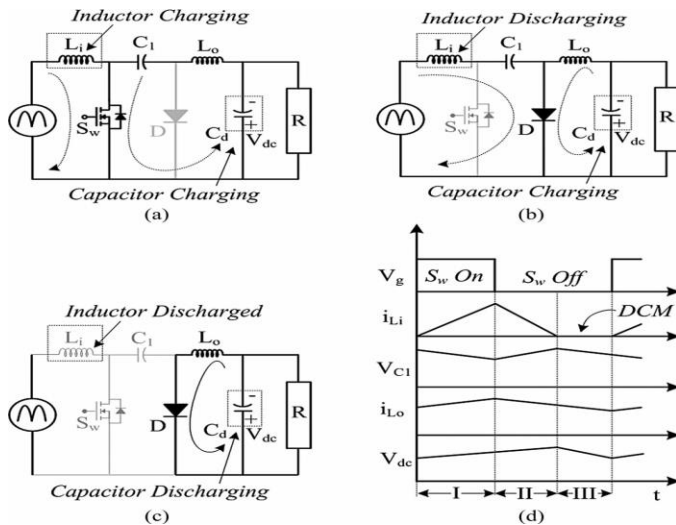 Inductor Charging
Li C1 Lo
Sw D Cd Vdc R
- +
Capacitor Charging
(a)
Inductor Discharging
Li C1 Lo
Sw D Cd Vdc R
- +
Capacitor Charging
(b)
Inductor Discharged
Li C1 Lo
Sw D Cd Vdc R
- +
Capacitor Discharging
(c)
Vg Sw On Sw Off
iLi DCM
VC1
iLo
Vdc
I II III t
(d)